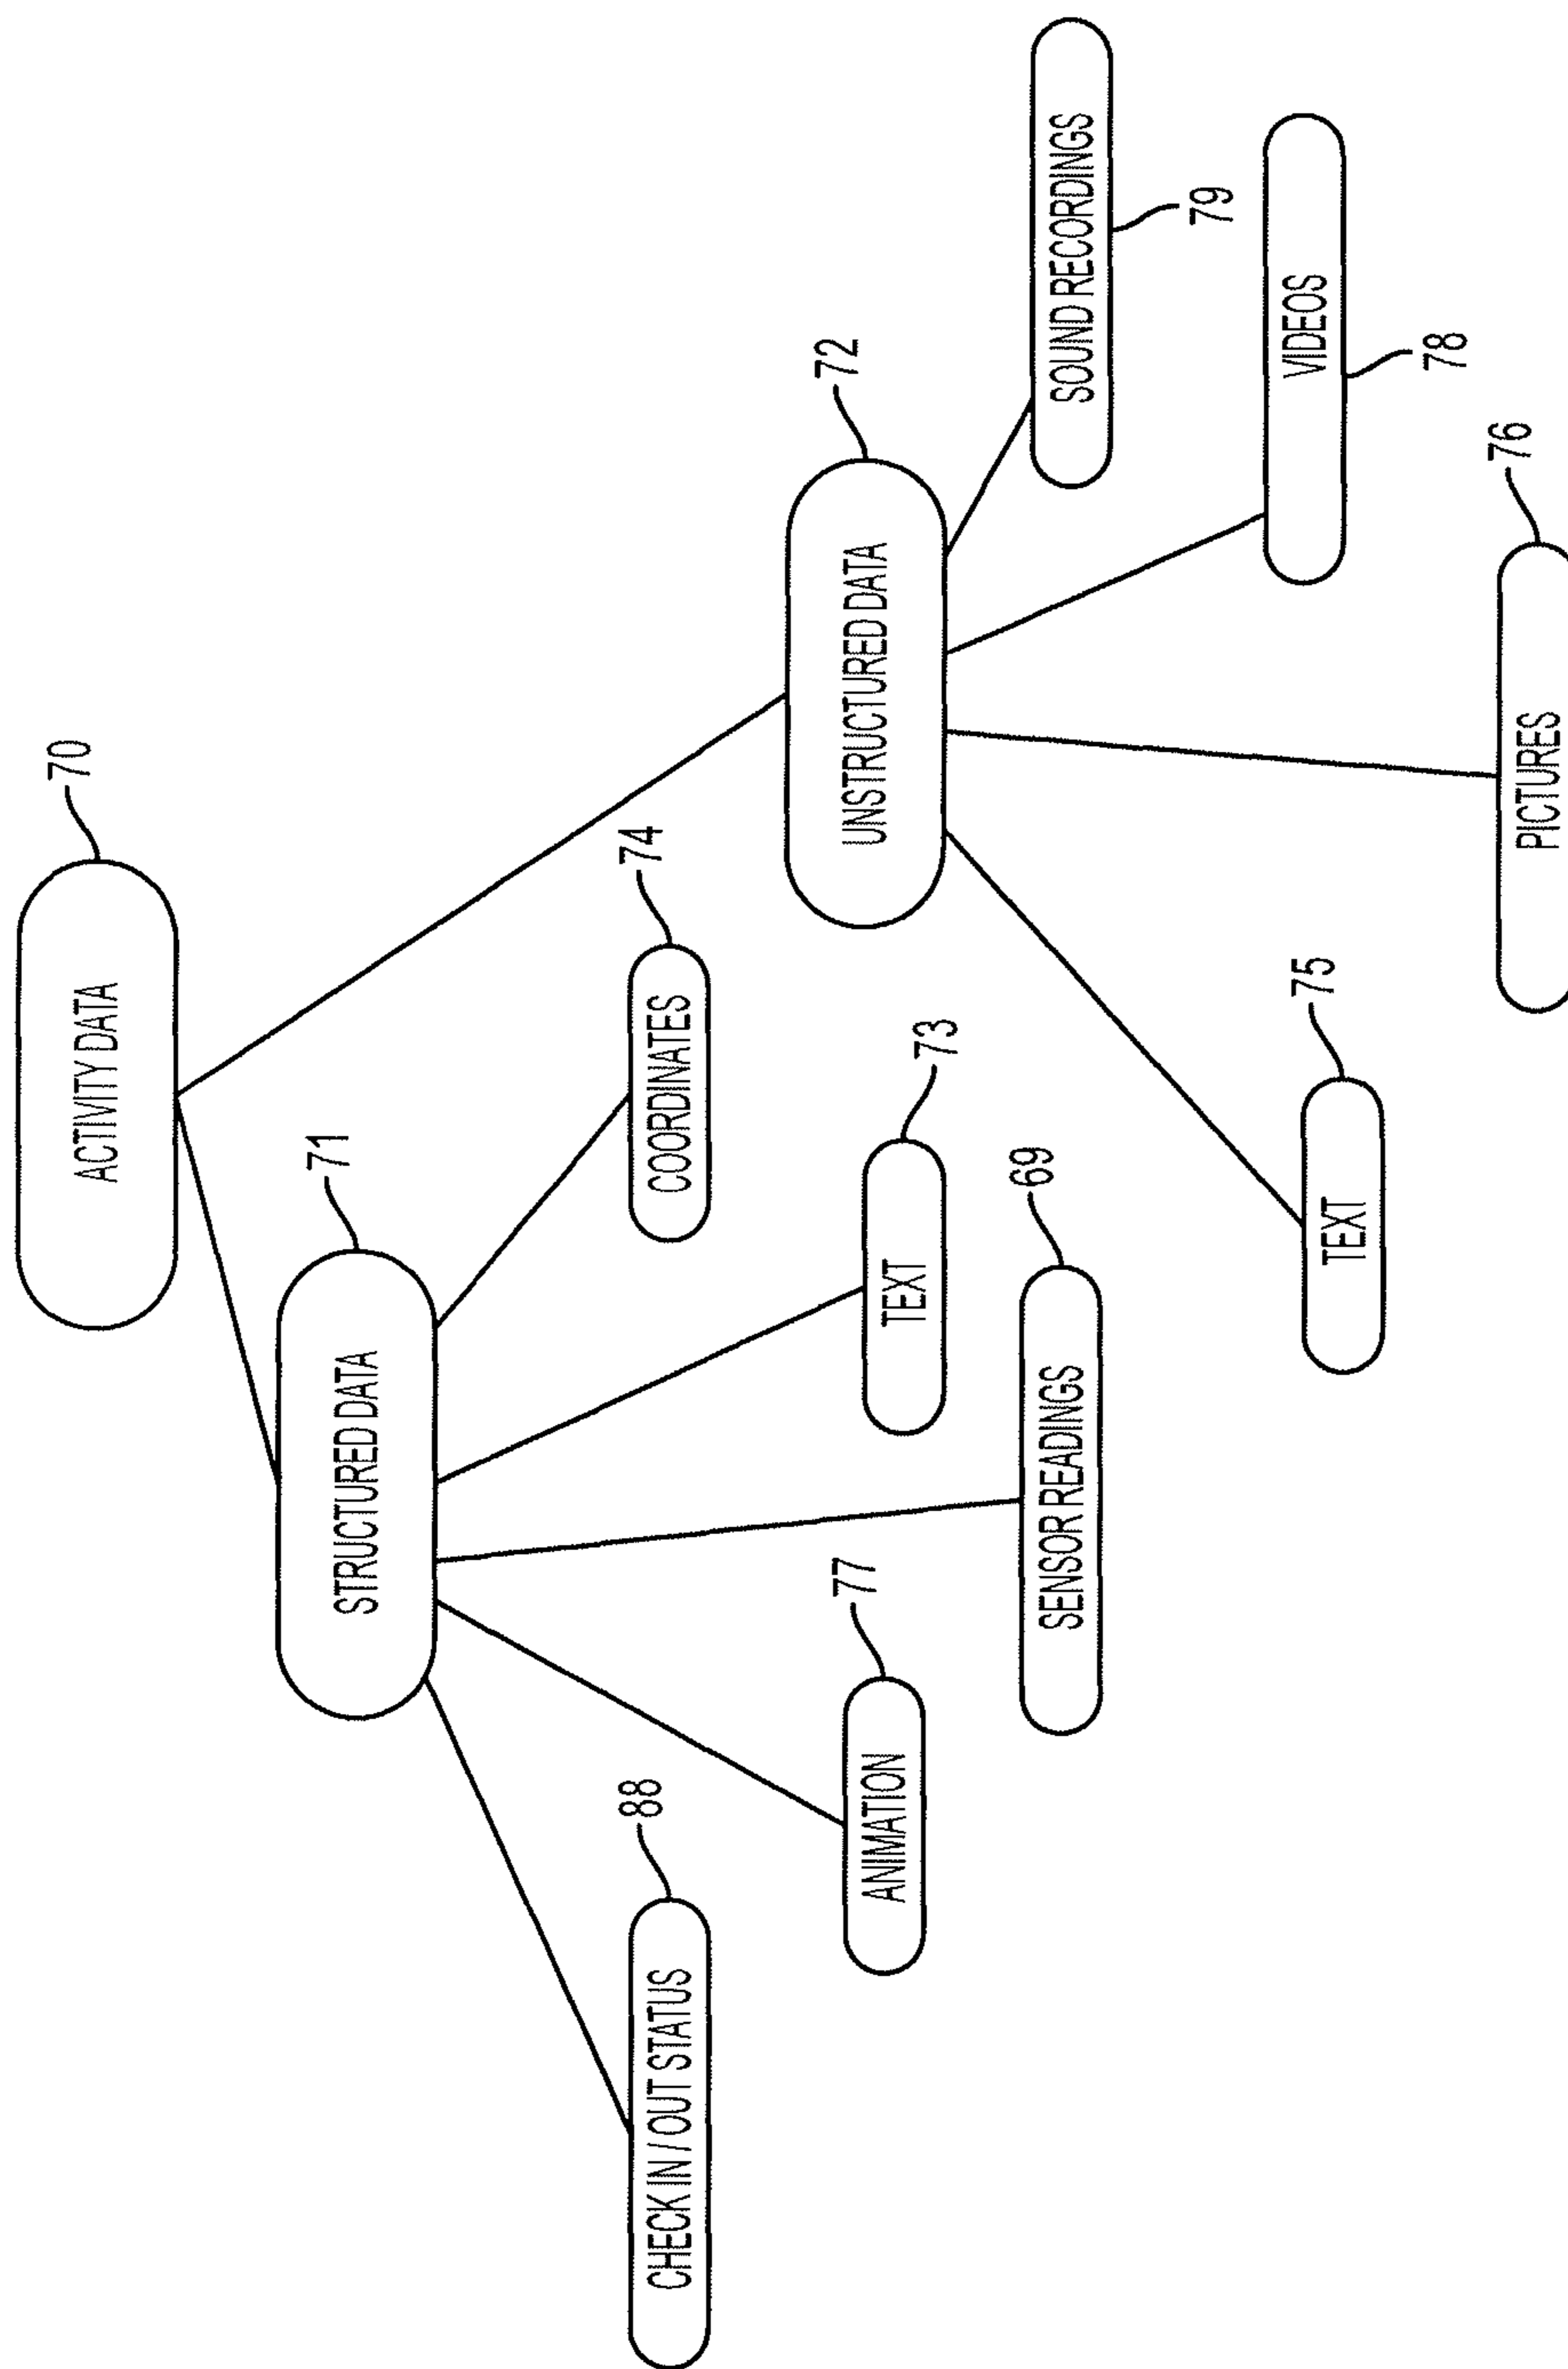 ACTIVITY DATA
70
STRUCTURED DATA
71
UNSTRUCTURED DATA
72
CHECK IN / OUT STATUS
88
ANIMATION
77
SENSOR READINGS
69
TEXT
73
COORDINATES
74
TEXT
75
PICTURES
76
VIDEOS
78
SOUND RECORDINGS
79